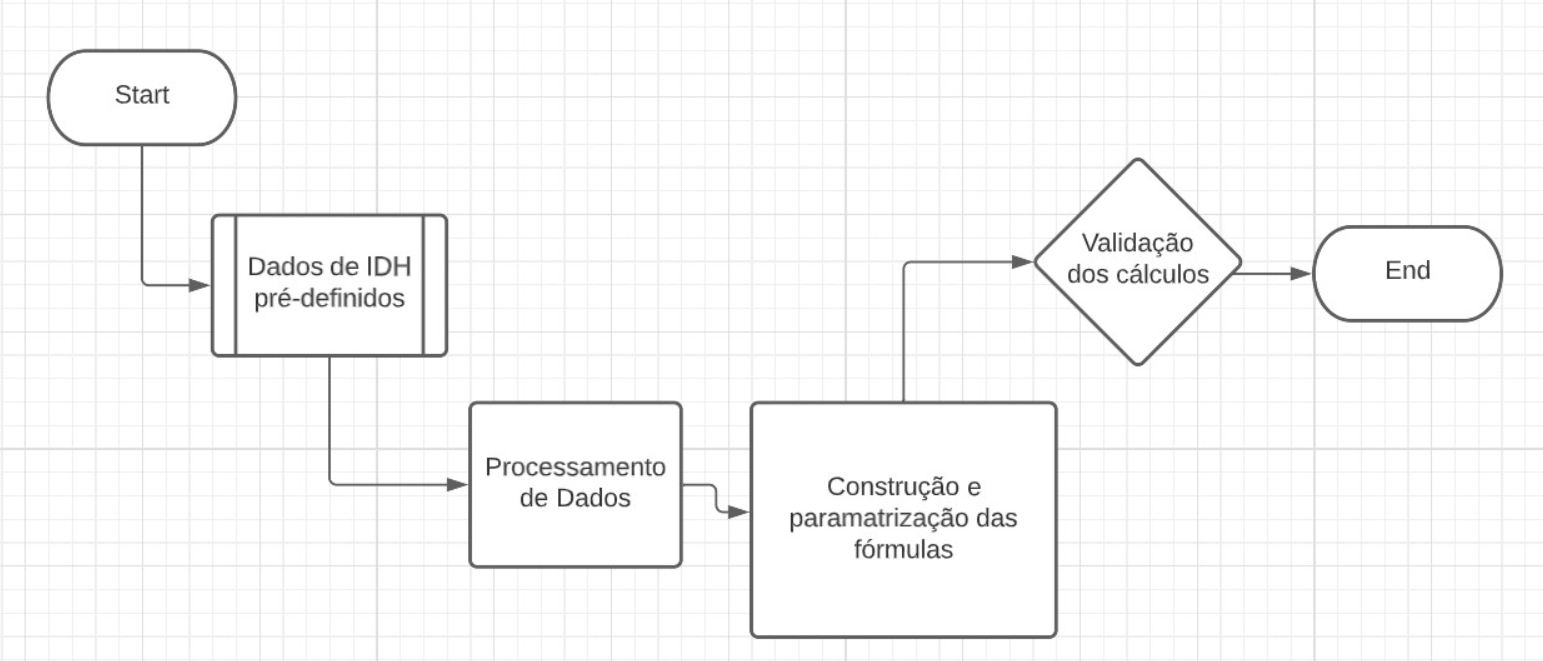 Start
Dados de IDH
pré-definidos
Processamento
de Dados
Construção e
paramatrização das
fórmulas
Validação
dos cálculos
End